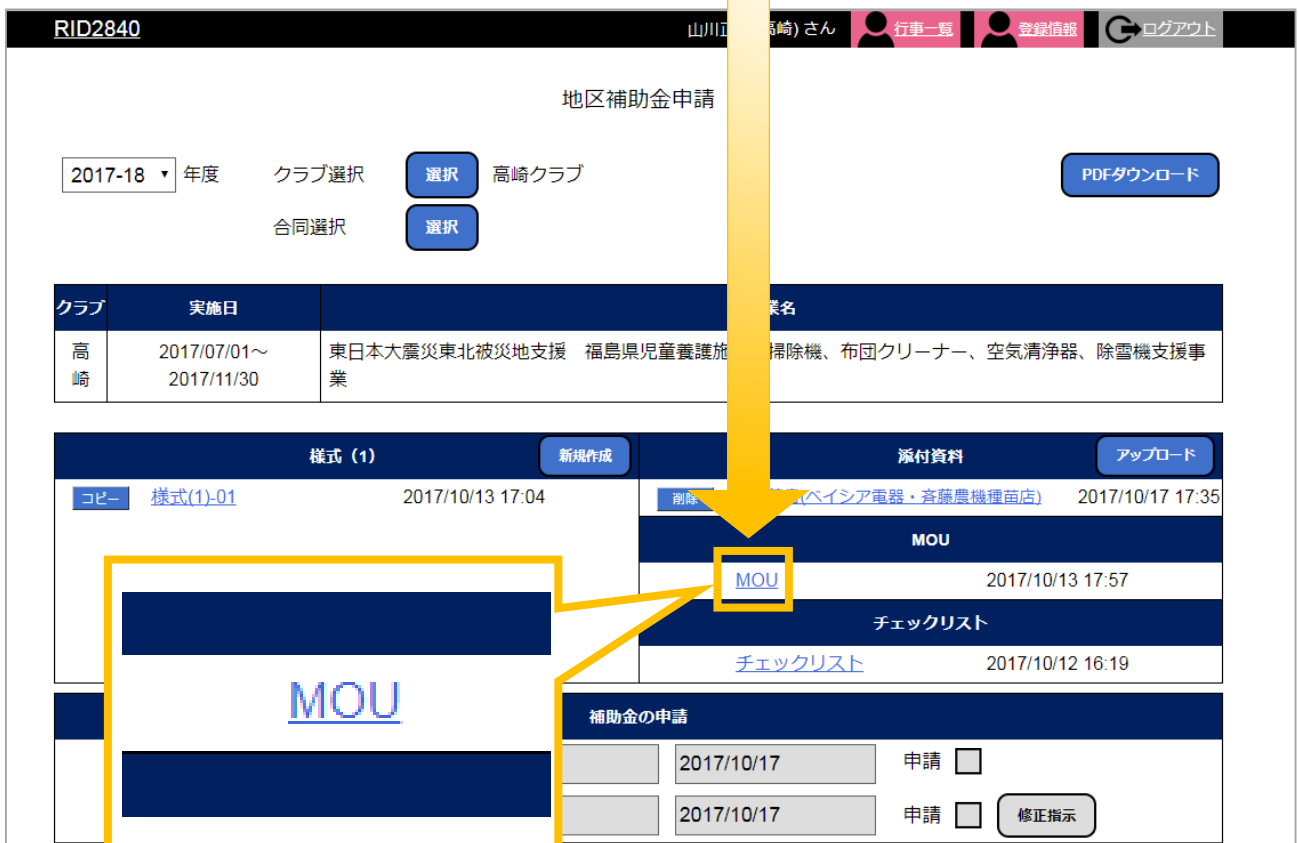 RID2840 山川正 高崎) さん 行事一覧 登録情報 ログアウト
地区補助金申請
2017-18 年度 クラブ選択 選択 高崎クラブ PDFダウンロード
合同選択 選択
クラブ 実施日 業名
高崎 2017/07/01～ 東日本大震災東北被災地支援 福島県児童養護施 掃除機、布団クリーナー、空気清浄器、除雪機支援事
2017/11/30 業
様式（1） 新規作成 添付資料 アップロード
コピー 様式(1)-01 2017/10/13 17:04 削除 (ベイシア電器・斉藤農機種苗店) 2017/10/17 17:35
MOU
MOU 2017/10/13 17:57
チェックリスト
チェックリスト 2017/10/12 16:19
MOU
補助金の申請
2017/10/17 申請
2017/10/17 申請 修正指示